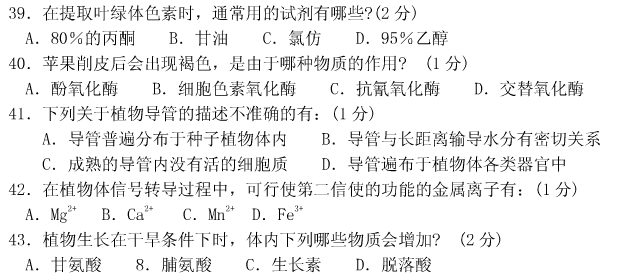 39．在提取叶绿体色素时，通常用的试剂有哪些?(2分)
A．80%的丙酮 B．甘油 C．氯仿 D．95%乙醇
40．苹果削皮后会出现褐色，是由于哪种物质的作用? (1分)
A．酚氧化酶 B．细胞色素氧化酶 C．抗氰氧化酶 D．交替氧化酶
41．下列关于植物导管的描述不准确的有：(1分)
A．导管普遍分布于种子植物体内 B．导管与长距离输导水分有密切关系
C．成熟的导管内没有活的细胞质 D．导管遍布于植物体各类器官中
42．在植物体信号转导过程中，可行使第二信使的功能的金属离子有：(1分)
A．Mg²⁺ B．Ca²⁺ C．Mn²⁺ D．Fe³⁺
43．植物生长在干旱条件下时，体内下列哪些物质会增加? (2分)
A．甘氨酸 8．脯氨酸 C．生长素 D．脱落酸